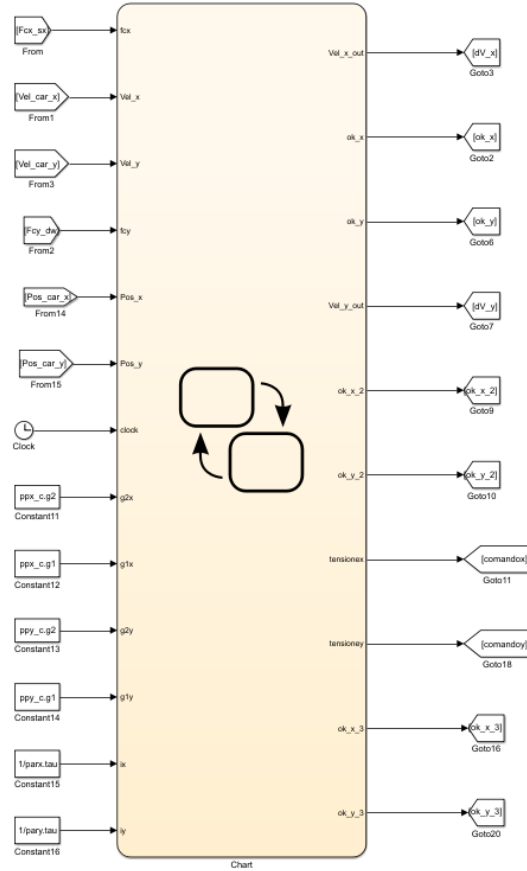 [Fcx_sx]
From
fcx
[Vel_car_x]
From1
Vel_x
[Vel_car_y]
From3
Vel_y
[Fcy_dw]
From2
fcy
[Pos_car_x]
From14
Pos_x
[Pos_car_y]
From15
Pos_y
Clock
clock
ppx_c.g2
Constant11
g2x
ppx_c.g1
Constant12
g1x
ppy_c.g2
Constant13
g2y
ppy_c.g1
Constant14
g1y
1/parx.tau
Constant15
ix
1/pary.tau
Constant16
iy
Vel_x_out
[dV_x]
Goto3
ok_x
[ok_x]
Goto2
ok_y
[ok_y]
Goto6
Vel_y_out
[dV_y]
Goto7
ok_x_2
[ok_x_2]
Goto9
ok_y_2
[ok_y_2]
Goto10
tensionex
[comandox]
Goto11
tensioney
[comandoy]
Goto18
ok_x_3
[ok_x_3]
Goto16
ok_y_3
[ok_y_3]
Goto20
Chart